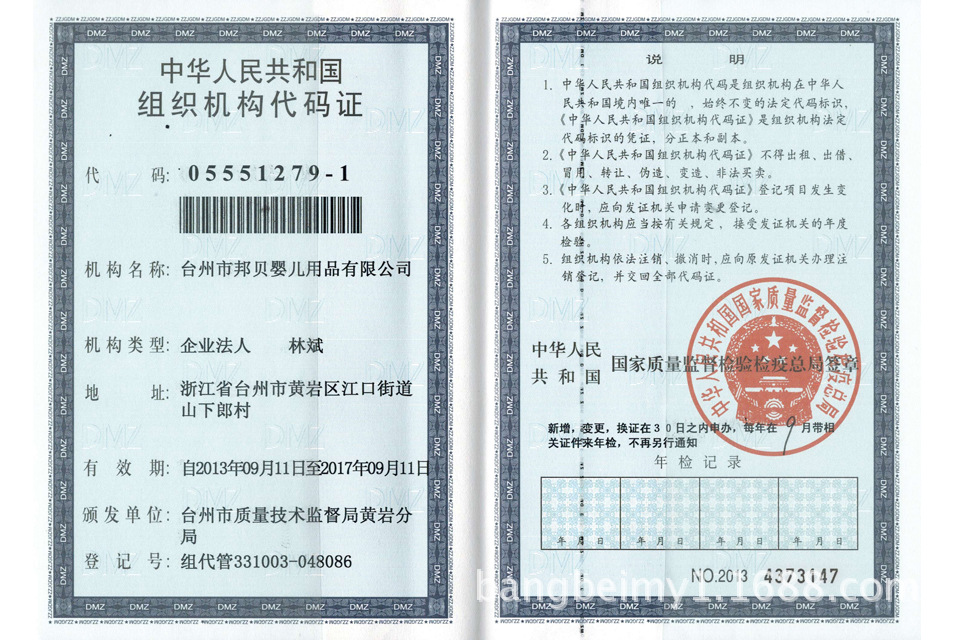 中华人民共和国
组织机构代码证
代 码: 05551279-1
机构名称: 台州市邦贝婴儿用品有限公司
机构类型: 企业法人 林斌
地 址: 浙江省台州市黄岩区江口街道
山下郎村
有 效 期: 自2013年09月11日至2017年09月11日
颁发单位: 台州市质量技术监督局黄岩分
局
登 记 号: 组代管331003-048086
说 明
1. 中华人民共和国组织机构代码是组织机构在中华人
民共和国境内唯一的 、始终不变的法定代码标识,
《中华人民共和国组织机构代码证》是组织机构法定
代码标识的凭证，分正本和副本。
2.《中华人民共和国组织机构代码证》不得出租、出借、
冒用、转让、伪造、变造、非法买卖。
3.《中华人民共和国组织机构代码证》登记项目发生变
化时，应向发证机关申请变更登记。
4. 各组织机构应当按有关规定，接受发证机关的年度
检验。
5. 组织机构依法注销、撤消时,应向原发证机关办理注
销登记，并交回全部代码证。
中华人民共和国国家质量监督检验检疫总局
中华人民
共和国 国家质量监督检验检疫总局签章
新增，变更，换证在30日之内申办，每年在 9 月带相
关证件来年检，不再另行通知
年检记录
年 月 日 年 月 日 年 月 日 年 月 日
NO.2013 4373147
bangbeimy1.1688.com